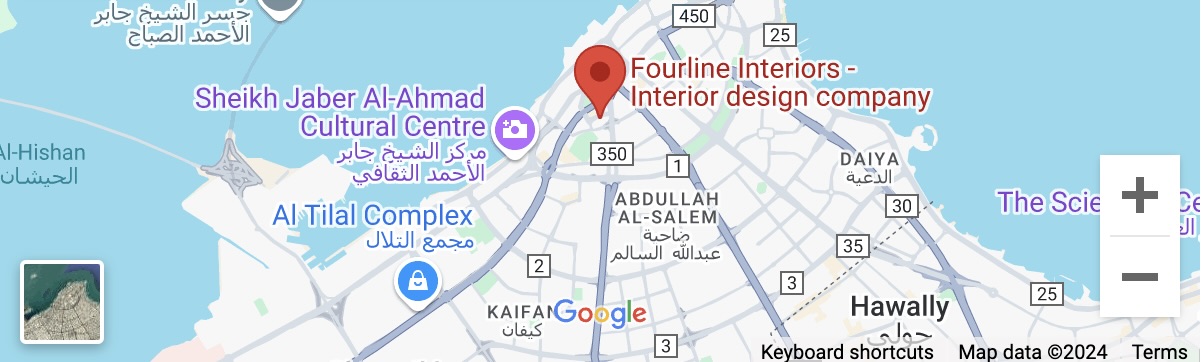 جسر الشيخ جابر
الأحمد الصباح
450
25
Fourline Interiors -
Interior design company
Sheikh Jaber Al-Ahmad
Cultural Centre
مركز الشيخ جابر
الأحمد الثقافي
Al-Hishan
الحيشان
350
1
DAIYA
الدعية
ABDULLAH
AL-SALEM
ضاحية
عبدالله السالم
30
The Scie
Ce
Al Tilal Complex
مجمع التلال
35
2
3
25
KAIFAN
كيفان
Google
Hawally
حولي
3
Keyboard shortcuts
Map data ©2024
Terms